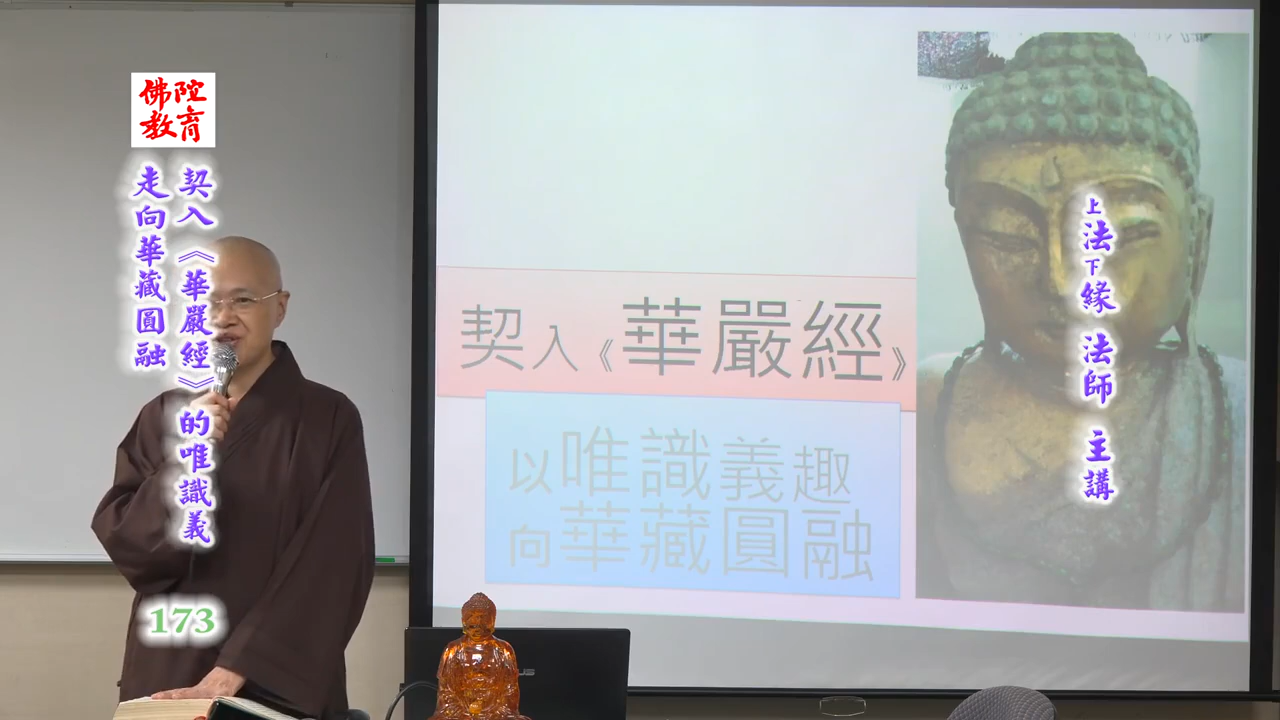 佛陀
教育
契入《華嚴經》的唯識義
走向華藏圓融
173
契入《華嚴經》
以唯識義趣
向華藏圓融
上法下緣 法師 主講